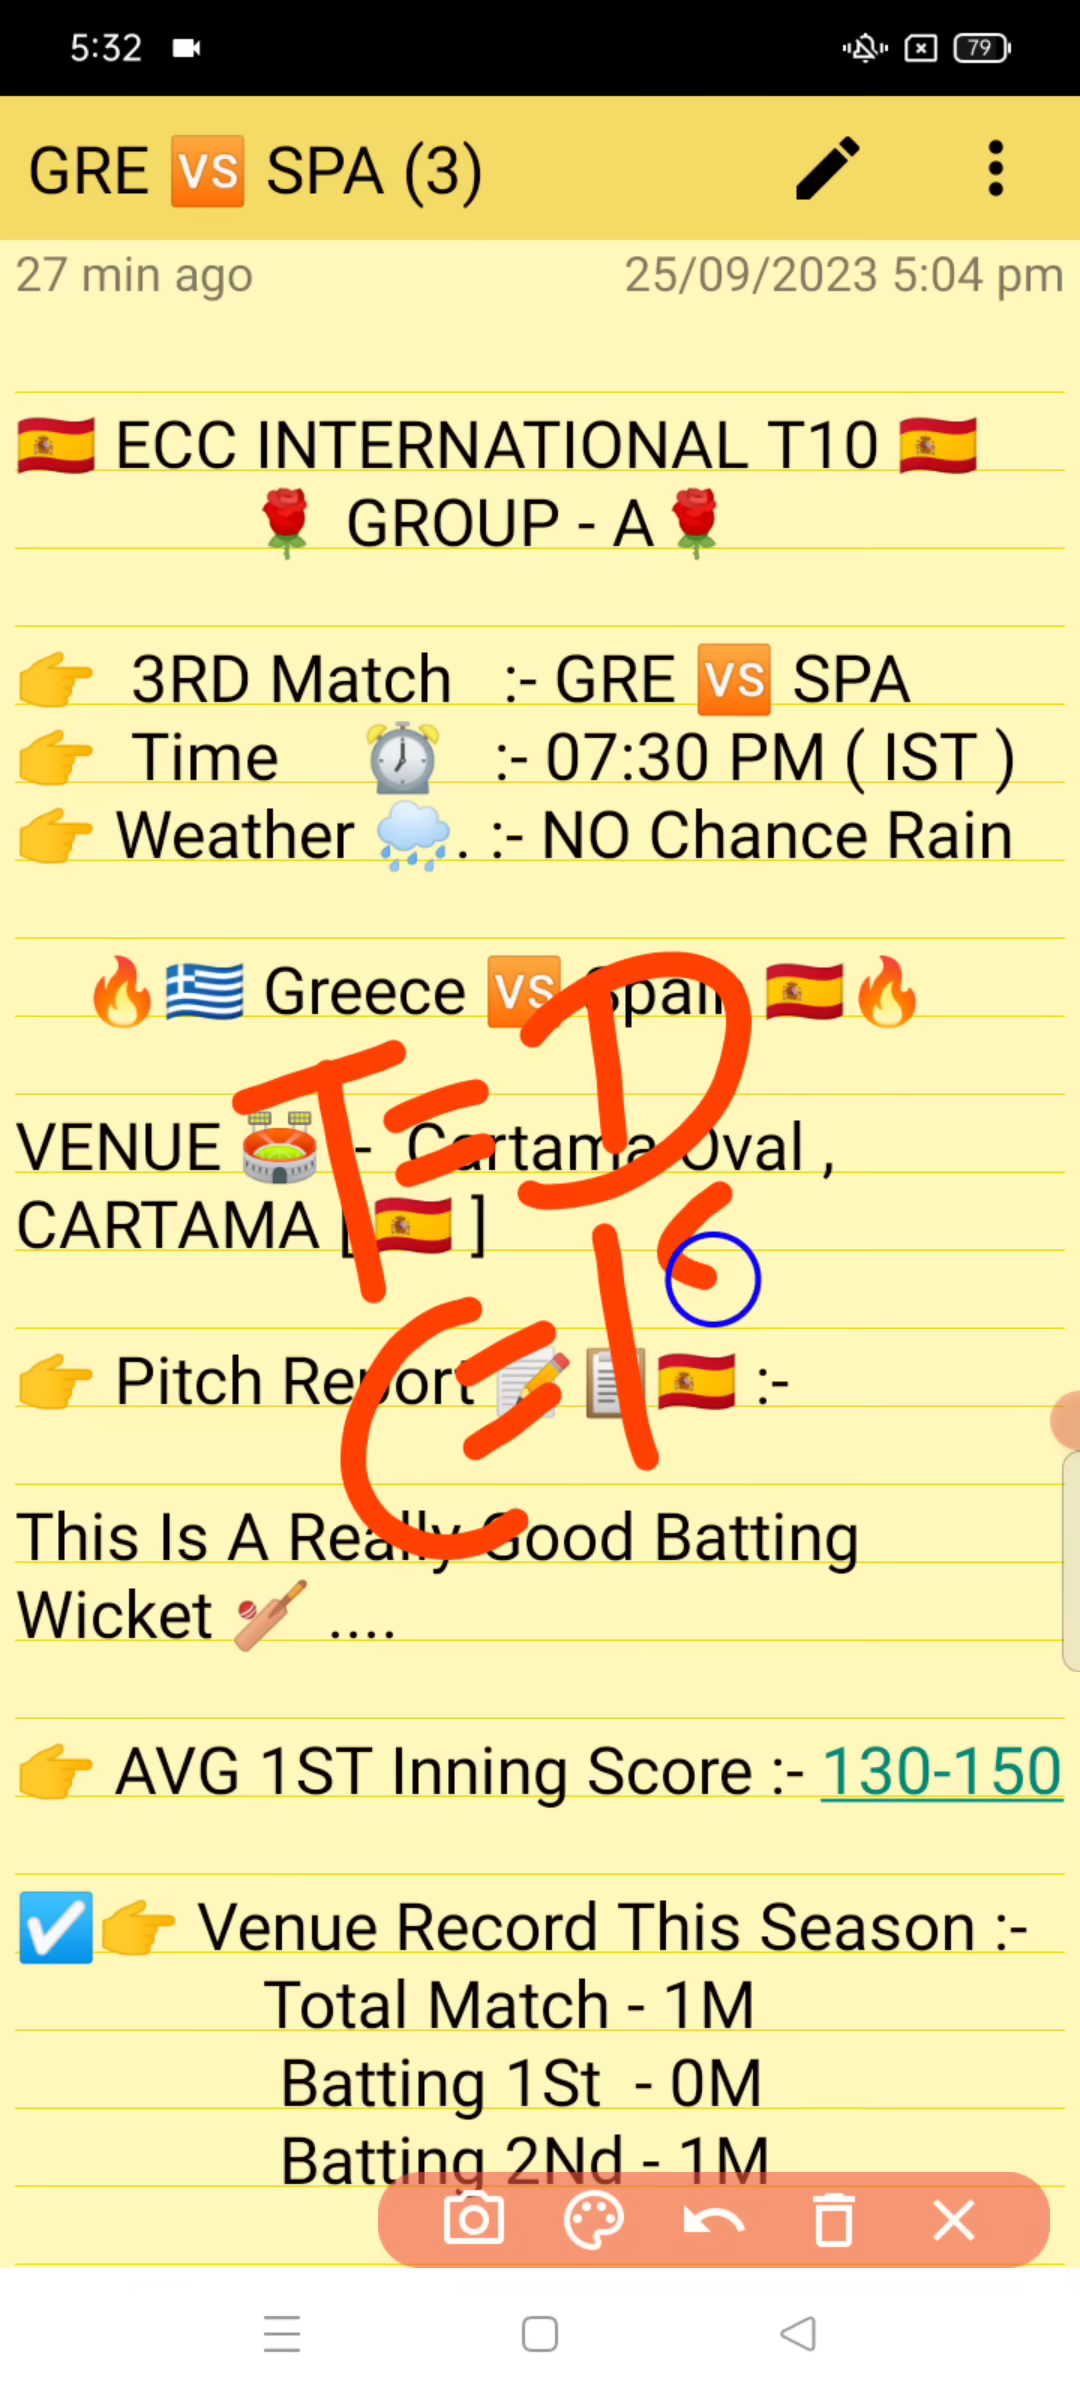 5:32 79
GRE 🆚 SPA (3)
27 min ago 25/09/2023 5:04 pm
🇪🇸 ECC INTERNATIONAL T10 🇪🇸
🌹 GROUP - A🌹
👉 3RD Match :- GRE 🆚 SPA
👉 Time ⏰ :- 07:30 PM ( IST )
👉 Weather 🌧️. :- NO Chance Rain
🔥🇬🇷 Greece 🆚 Spain 🇪🇸🔥
VENUE 🏟️ :- Cartama Oval ,
CARTAMA [ 🇪🇸 ]
T = D
C = 1
👉 Pitch Report 📝 📋🇪🇸 :-
This Is A Really Good Batting
Wicket 🏏 ....
👉 AVG 1ST Inning Score :- 130-150
☑️👉 Venue Record This Season :-
Total Match - 1M
Batting 1St - 0M
Batting 2Nd - 1M